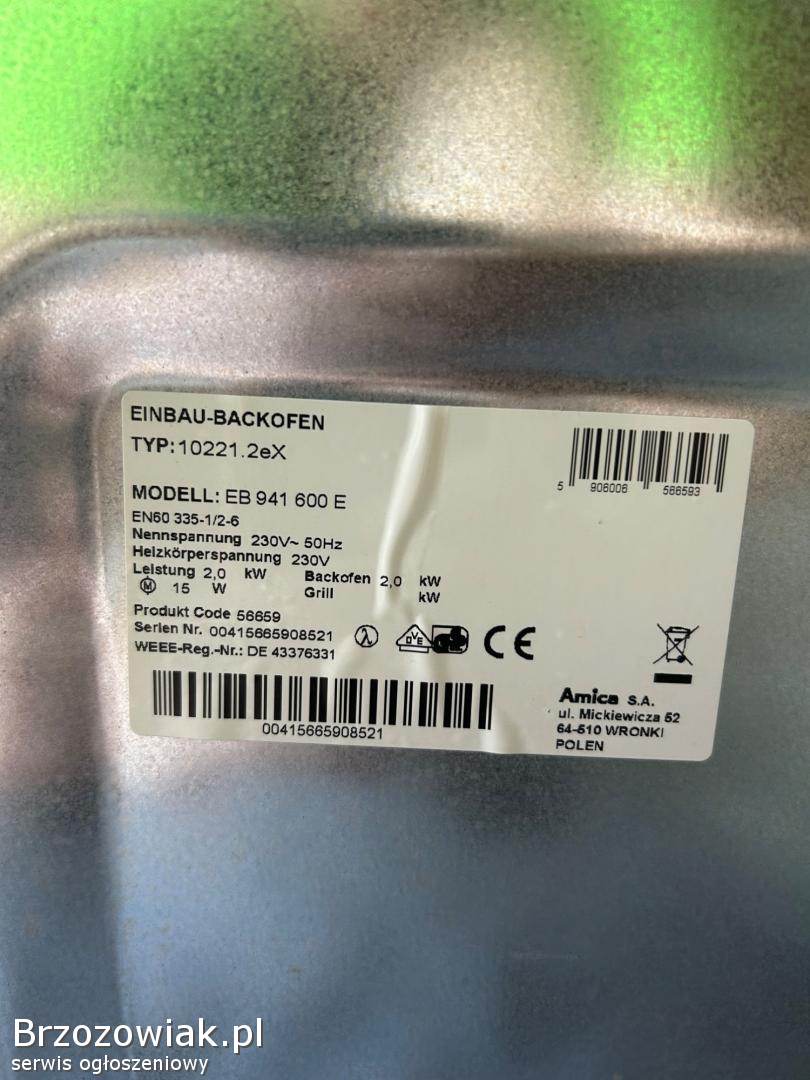 EINBAU-BACKOFEN
TYP: 10221.2eX
MODELL: EB 941 600 E
EN60 335-1/2-6
Nennspannung 230V~ 50Hz
Heizkörperspannung 230V
Leistung 2,0 kW Backofen 2,0 kW
M 15 W Grill kW
Produkt Code 56659
Serien Nr. 00415665908521
WEEE-Reg.-Nr.: DE 43376331
00415665908521
5 906006 566593
λ DVE GS CE
Amica S.A.
ul. Mickiewicza 52
64-510 WRONKI
POLEN
Brzozowiak.pl
serwis ogłoszeniowy